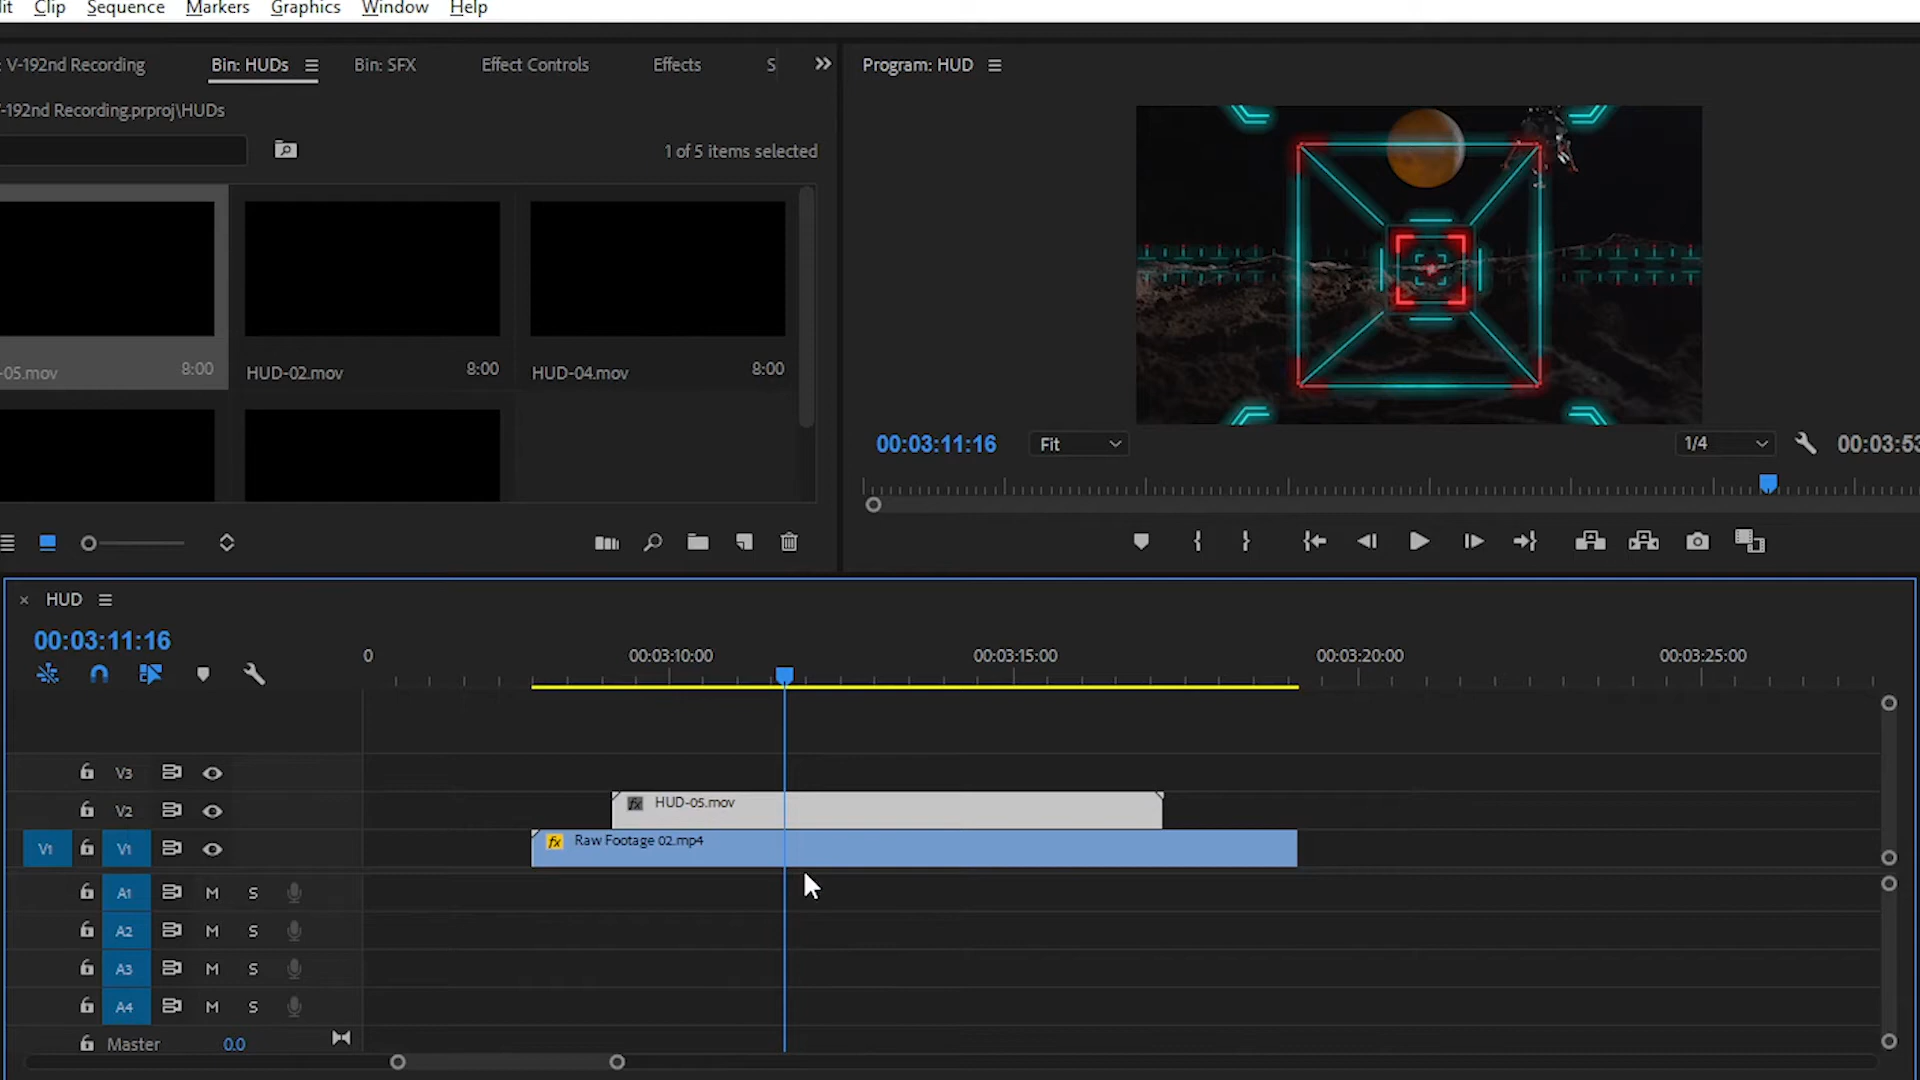 it Clip Sequence Markers Graphics Window Help
: V-192nd Recording Bin: HUDs Bin: SFX Effect Controls Effects S
Program: HUD
-192nd Recording.prproj\HUDs
1 of 5 items selected
-05.mov 8:00 HUD-02.mov 8:00 HUD-04.mov 8:00
00:03:11:16 Fit 1/4 00:03:53
× HUD
00:03:11:16
0 00:03:10:00 00:03:15:00 00:03:20:00 00:03:25:00
V3
V2 fx HUD-05.mov
V1 V1 fx Raw Footage 02.mp4
A1 M S
A2 M S
A3 M S
A4 M S
Master 0.0